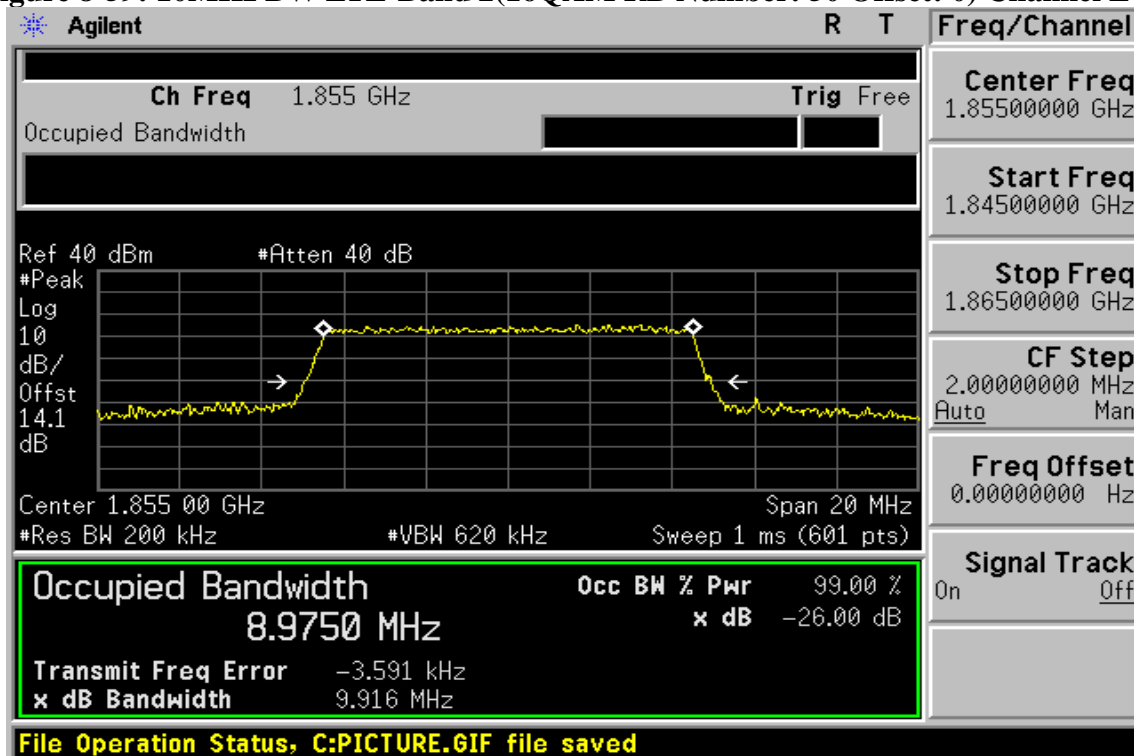 Agilent R T
Ch Freq 1.855 GHz Trig Free
Occupied Bandwidth
Ref 40 dBm #Atten 40 dB
#Peak
Log
10
dB/
Offst
14.1
dB
Center 1.855 00 GHz Span 20 MHz
#Res BW 200 kHz #VBW 620 kHz Sweep 1 ms (601 pts)
Occupied Bandwidth Occ BW % Pwr 99.00 %
8.9750 MHz x dB -26.00 dB
Transmit Freq Error -3.591 kHz
x dB Bandwidth 9.916 MHz
File Operation Status, C:PICTURE.GIF file saved
Freq/Channel
Center Freq
1.85500000 GHz
Start Freq
1.84500000 GHz
Stop Freq
1.86500000 GHz
CF Step
2.00000000 MHz
Auto Man
Freq Offset
0.00000000 Hz
Signal Track
On Off